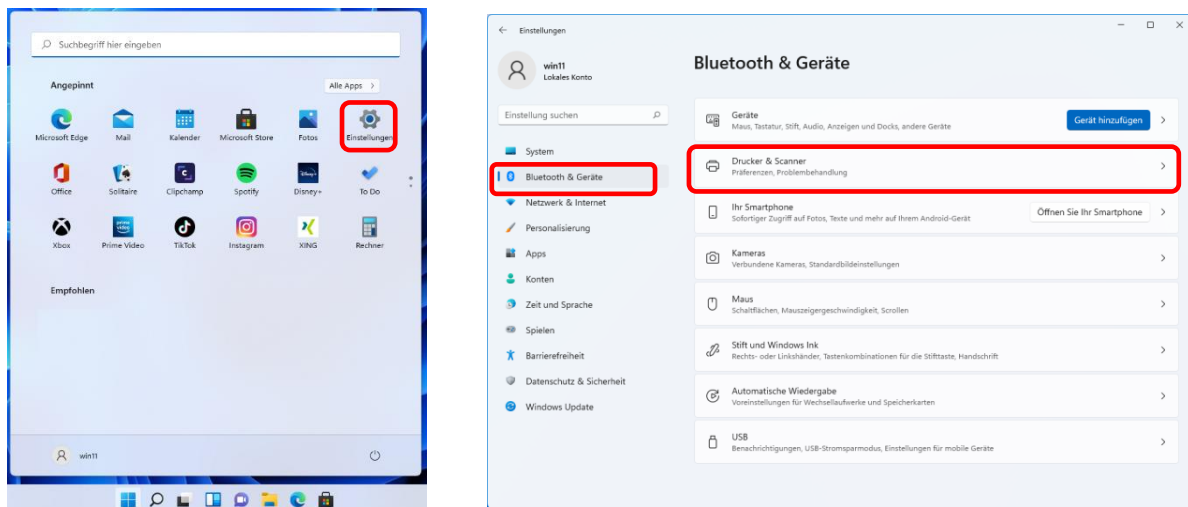 Suchbegriff hier eingeben
Angepinnt
Alle Apps
Microsoft Edge
Mail
Kalender
Microsoft Store
Fotos
Einstellungen
Office
Solitaire
Clipchamp
Spotify
Disney+
To Do
Xbox
Prime Video
TikTok
Instagram
XING
Rechner
Empfohlen
win11
Einstellungen
win11
Lokales Konto
Einstellung suchen
System
Bluetooth & Geräte
Netzwerk & Internet
Personalisierung
Apps
Konten
Zeit und Sprache
Spielen
Barrierefreiheit
Datenschutz & Sicherheit
Windows Update
Bluetooth & Geräte
Geräte
Maus, Tastatur, Stift, Audio, Anzeigen und Docks, andere Geräte
Gerät hinzufügen
Drucker & Scanner
Präferenzen, Problembehandlung
Ihr Smartphone
Sofortiger Zugriff auf Fotos, Texte und mehr auf Ihrem Android-Gerät
Öffnen Sie Ihr Smartphone
Kameras
Verbundene Kameras, Standardbildeinstellungen
Maus
Schaltflächen, Mauszeigergeschwindigkeit, Scrollen
Stift und Windows Ink
Rechts- oder Linkshänder, Tastenkombinationen für die Stifttaste, Handschrift
Automatische Wiedergabe
Voreinstellungen für Wechsellaufwerke und Speicherkarten
USB
Benachrichtigungen, USB-Stromsparmodus, Einstellungen für mobile Geräte